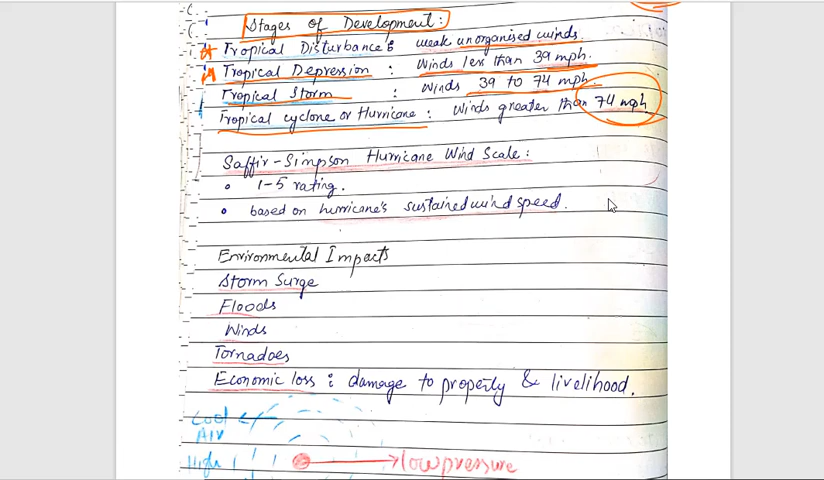 Stages of Development:
Tropical Disturbance: weak unorganised winds.
Tropical Depression : Winds less than 39 mph.
Tropical Storm : Winds 39 to 74 mph.
Tropical cyclone or Hurricane: Winds greater than 74 mph
Saffir-Simpson Hurricane Wind Scale:
• 1-5 rating.
• based on hurricane's sustained wind speed.
Environmental Impacts
Storm Surge
Floods
Winds
Tornadoes
Economic loss: damage to property & livelihood.
Cool
Air
High low pressure